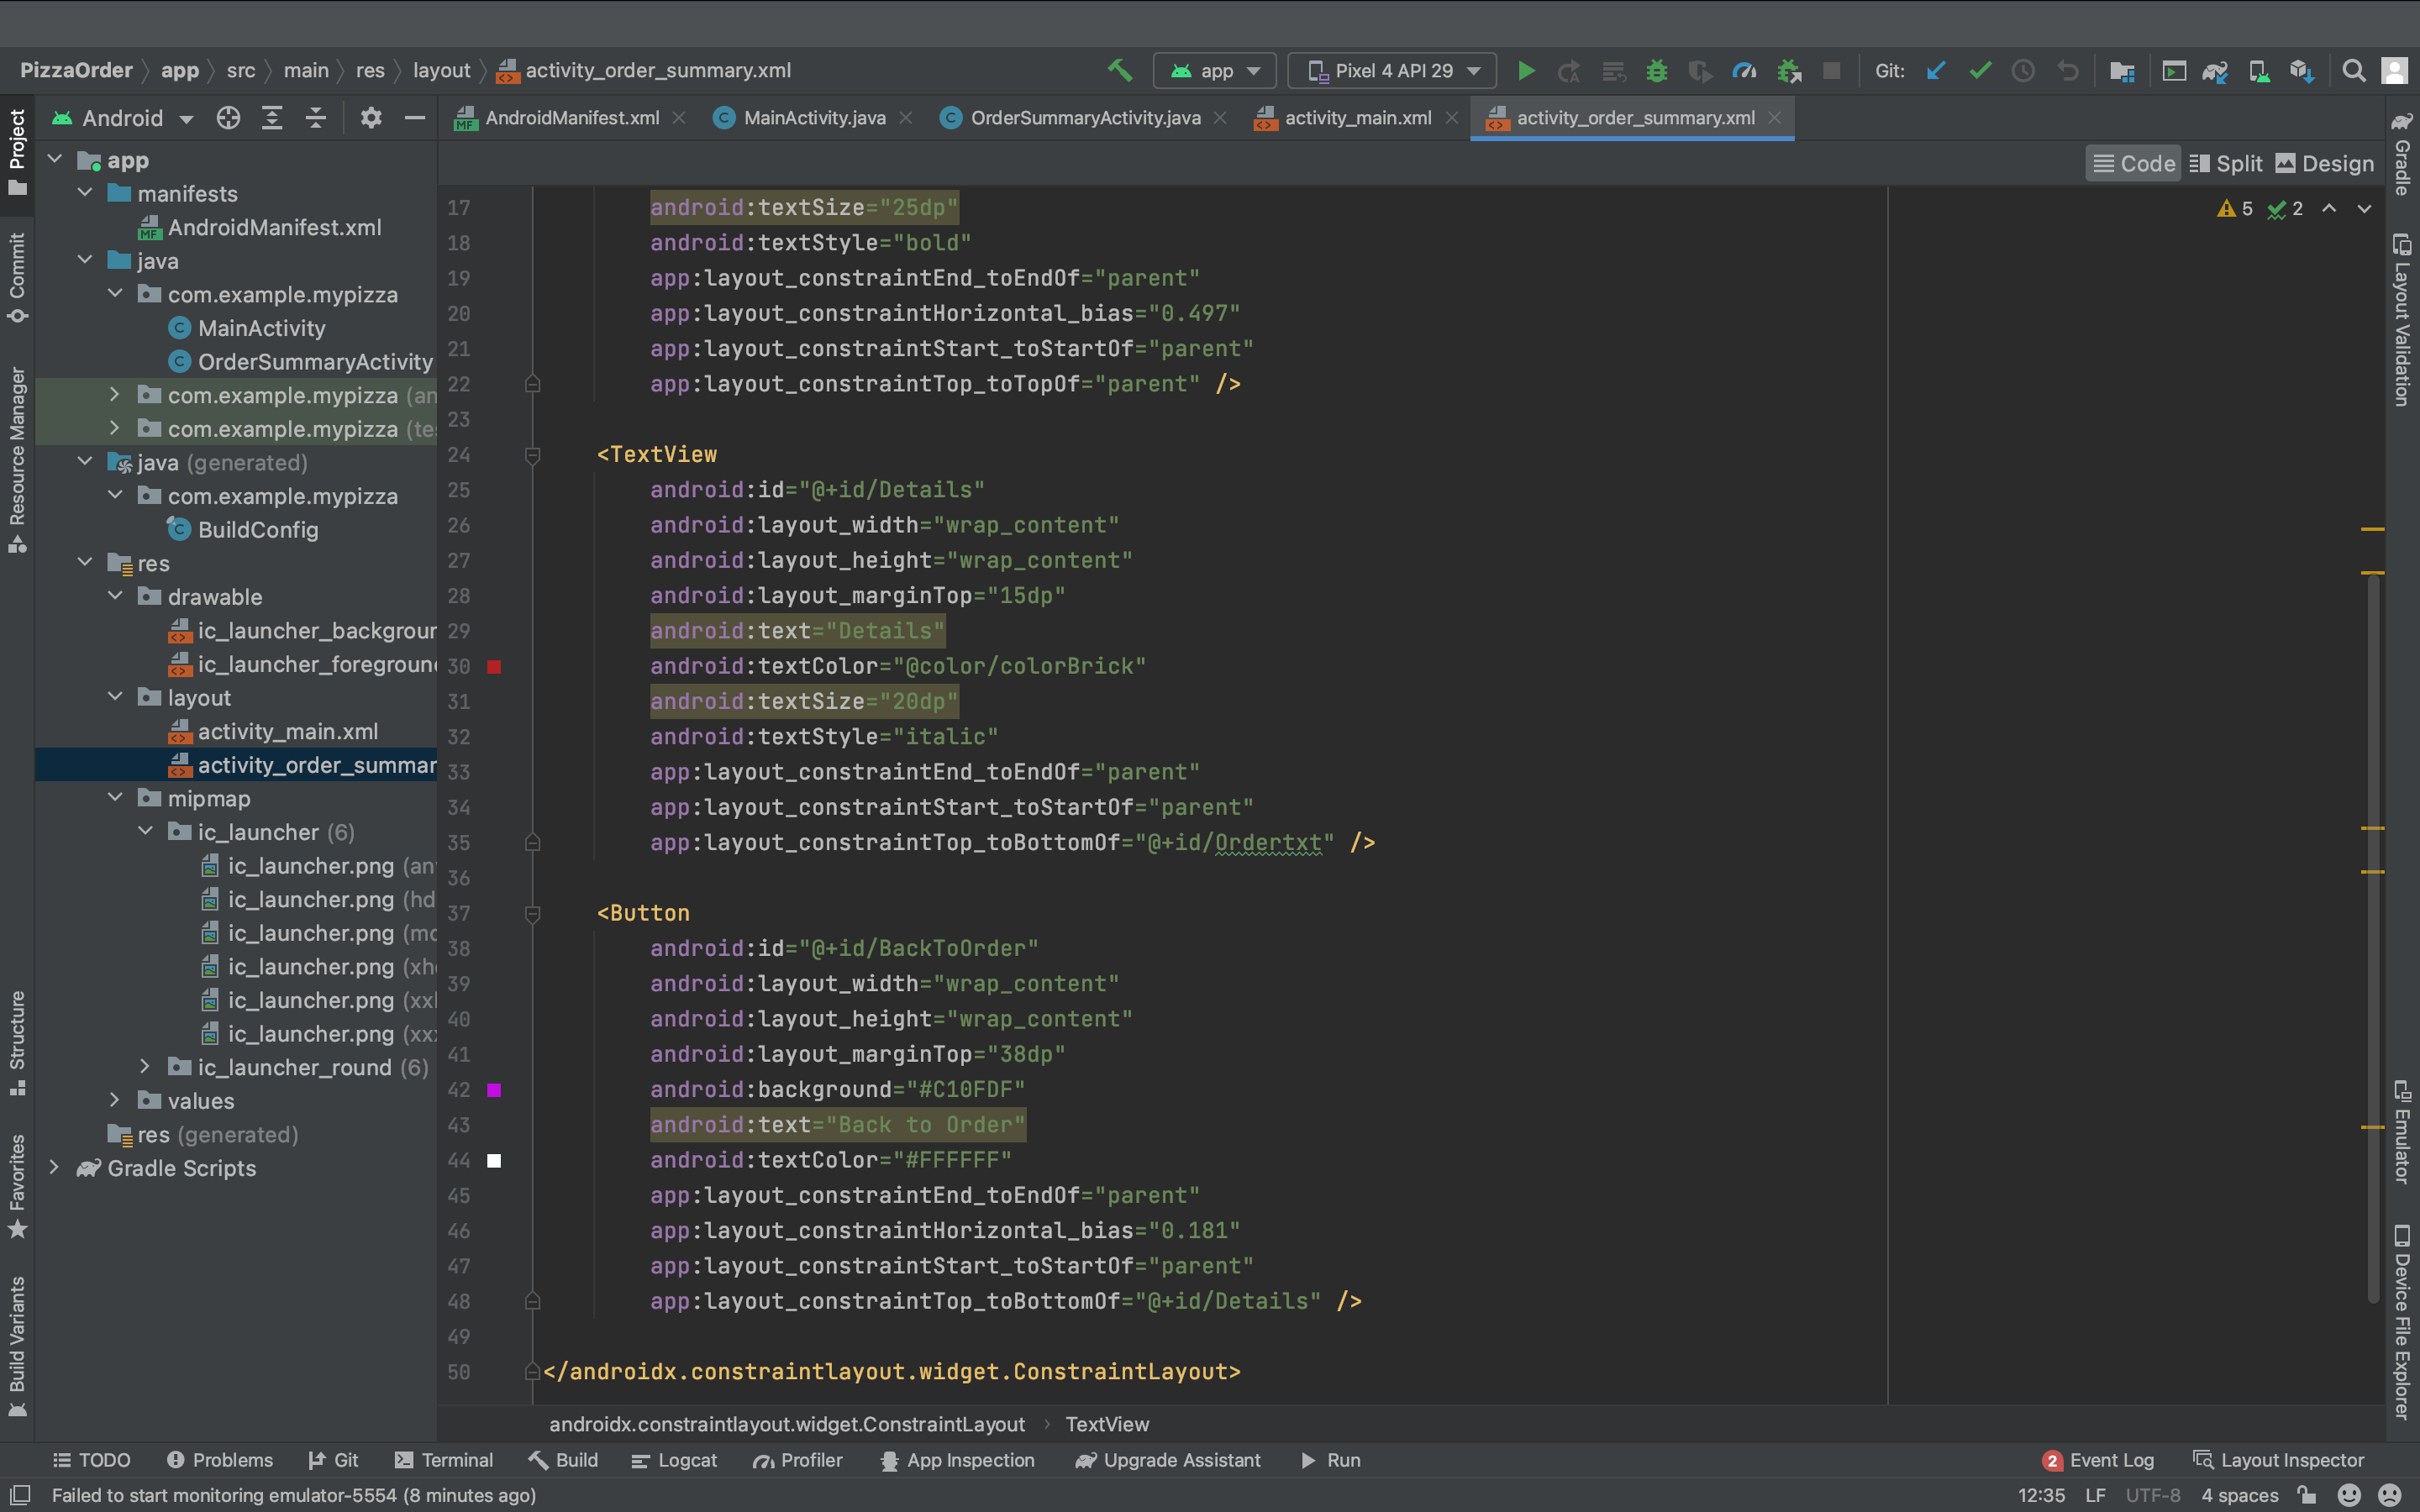 PizzaOrder app src main res layout activity_order_summary.xml
app Pixel 4 API 29 Git:
Project
Android
AndroidManifest.xml MainActivity.java OrderSummaryActivity.java activity_main.xml activity_order_summary.xml
Code Split Design
5 2
app
manifests
AndroidManifest.xml
java
com.example.mypizza
MainActivity
OrderSummaryActivity
com.example.mypizza (an
com.example.mypizza (te
java (generated)
com.example.mypizza
BuildConfig
res
drawable
ic_launcher_backgroun
ic_launcher_foreground
layout
activity_main.xml
activity_order_summar
mipmap
ic_launcher (6)
ic_launcher.png (an
ic_launcher.png (hd
ic_launcher.png (mo
ic_launcher.png (xh
ic_launcher.png (xx
ic_launcher.png (xxx
ic_launcher_round (6)
values
res (generated)
Gradle Scripts
Commit
Resource Manager
Structure
Favorites
Build Variants
17 android:textSize="25dp"
18 android:textStyle="bold"
19 app:layout_constraintEnd_toEndOf="parent"
20 app:layout_constraintHorizontal_bias="0.497"
21 app:layout_constraintStart_toStartOf="parent"
22 app:layout_constraintTop_toTopOf="parent" />
23
24 <TextView
25 android:id="@+id/Details"
26 android:layout_width="wrap_content"
27 android:layout_height="wrap_content"
28 android:layout_marginTop="15dp"
29 android:text="Details"
30 android:textColor="@color/colorBrick"
31 android:textSize="20dp"
32 android:textStyle="italic"
33 app:layout_constraintEnd_toEndOf="parent"
34 app:layout_constraintStart_toStartOf="parent"
35 app:layout_constraintTop_toBottomOf="@+id/Ordertxt" />
36
37 <Button
38 android:id="@+id/BackToOrder"
39 android:layout_width="wrap_content"
40 android:layout_height="wrap_content"
41 android:layout_marginTop="38dp"
42 android:background="#C10FDF"
43 android:text="Back to Order"
44 android:textColor="#FFFFFF"
45 app:layout_constraintEnd_toEndOf="parent"
46 app:layout_constraintHorizontal_bias="0.181"
47 app:layout_constraintStart_toStartOf="parent"
48 app:layout_constraintTop_toBottomOf="@+id/Details" />
49
50 </androidx.constraintlayout.widget.ConstraintLayout>
androidx.constraintlayout.widget.ConstraintLayout TextView
Gradle
Layout Validation
Emulator
Device File Explorer
TODO Problems Git Terminal Build Logcat Profiler App Inspection Upgrade Assistant Run 2 Event Log Layout Inspector
Failed to start monitoring emulator-5554 (8 minutes ago) 12:35 LF UTF-8 4 spaces